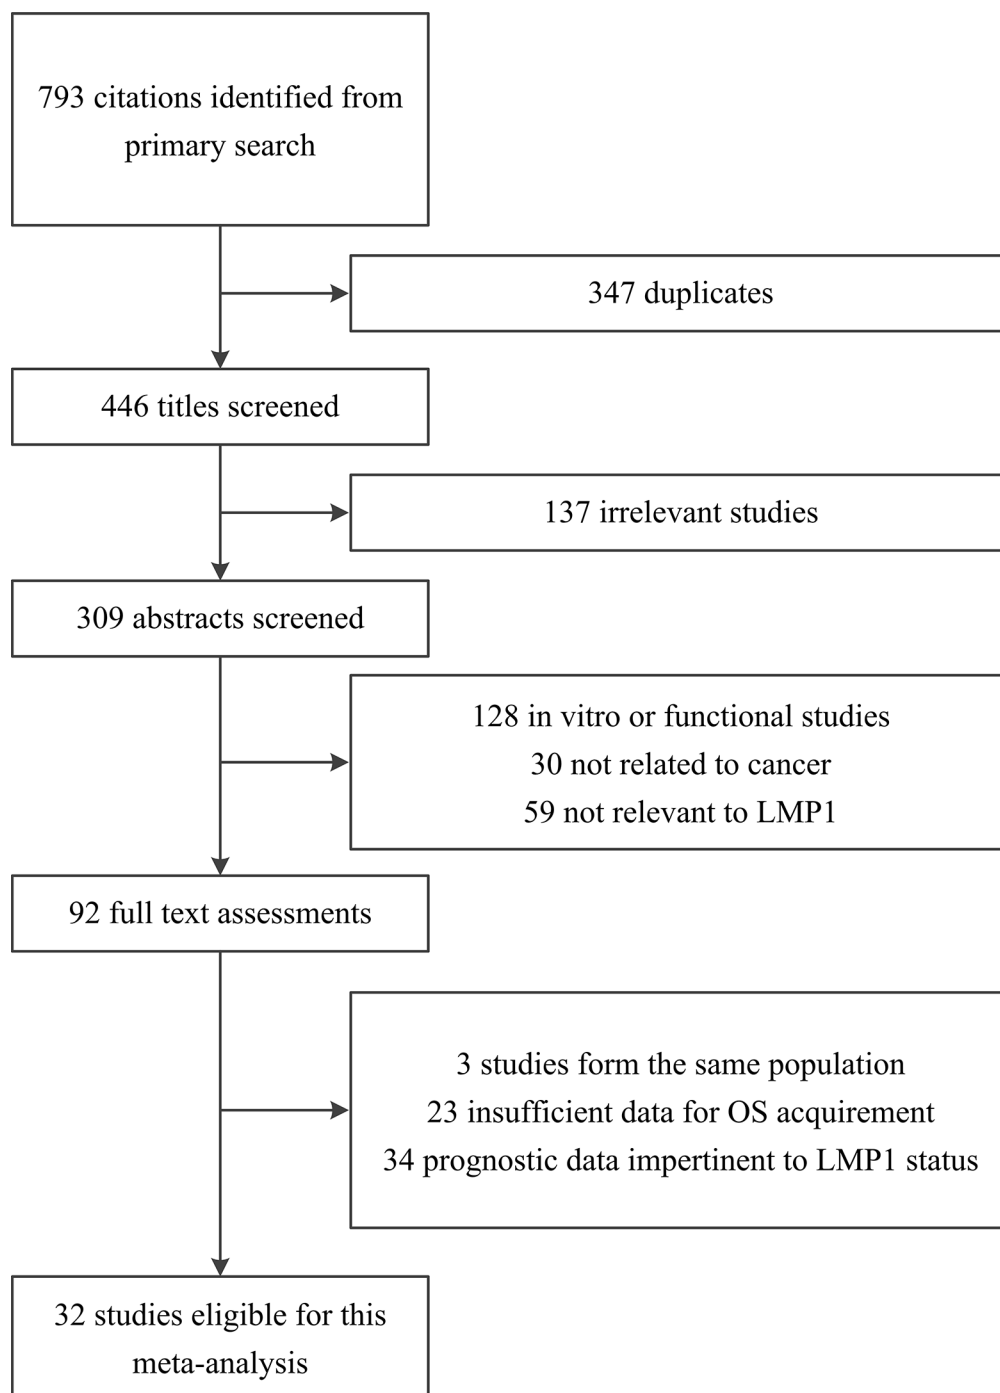 793 citations identified from
primary search
347 duplicates
446 titles screened
137 irrelevant studies
309 abstracts screened
128 in vitro or functional studies
30 not related to cancer
59 not relevant to LMP1
92 full text assessments
3 studies form the same population
23 insufficient data for OS acquirement
34 prognostic data impertinent to LMP1 status
32 studies eligible for this
meta-analysis